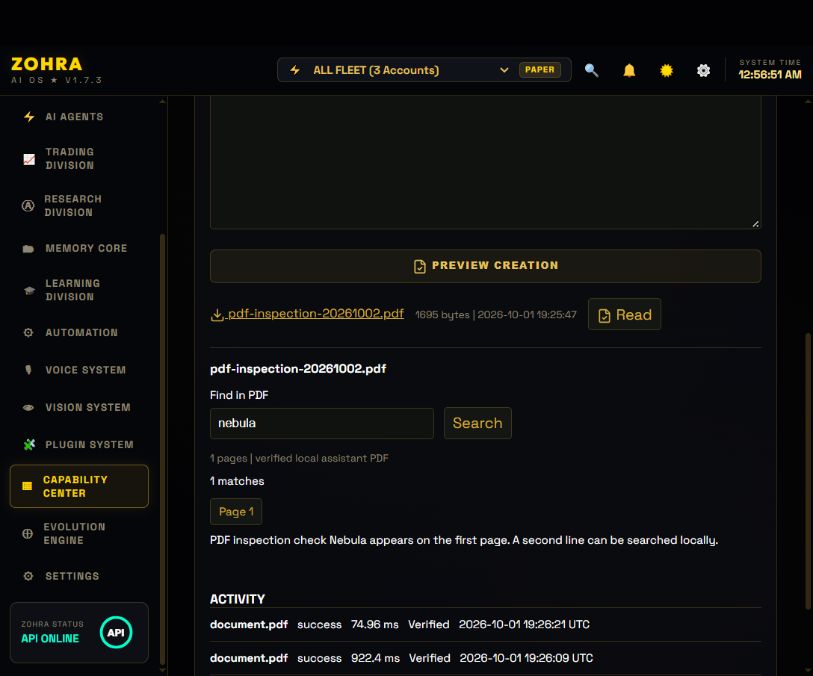 ZOHRA
AI OS ★ V1.7.3
ALL FLEET (3 Accounts)
PAPER
SYSTEM TIME
12:56:51 AM
AI AGENTS
TRADING
DIVISION
RESEARCH
DIVISION
MEMORY CORE
LEARNING
DIVISION
AUTOMATION
VOICE SYSTEM
VISION SYSTEM
PLUGIN SYSTEM
CAPABILITY
CENTER
EVOLUTION
ENGINE
SETTINGS
ZOHRA STATUS
API ONLINE
API
PREVIEW CREATION
pdf-inspection-20261002.pdf 1695 bytes | 2026-10-01 19:25:47 Read
pdf-inspection-20261002.pdf
Find in PDF
nebula Search
1 pages | verified local assistant PDF
1 matches
Page 1
PDF inspection check Nebula appears on the first page. A second line can be searched locally.
ACTIVITY
document.pdf success 74.96 ms Verified 2026-10-01 19:26:21 UTC
document.pdf success 922.4 ms Verified 2026-10-01 19:26:09 UTC